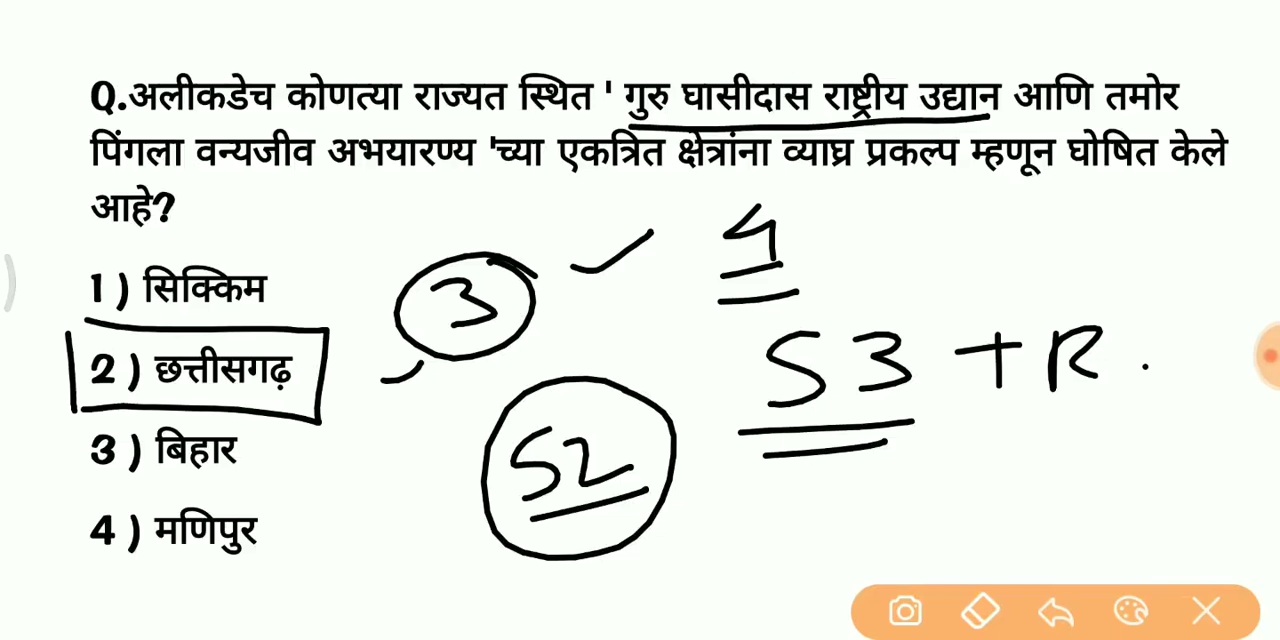 Q.अलीकडेच कोणत्या राज्यत स्थित ' गुरु घासीदास राष्ट्रीय उद्यान आणि तमोर
पिंगला वन्यजीव अभयारण्य 'च्या एकत्रित क्षेत्रांना व्याघ्र प्रकल्प म्हणून घोषित केले
आहे?
4
1 ) सिक्किम
3
53 + R
2 ) छत्तीसगढ़
52
3 ) बिहार
4 ) मणिपुर